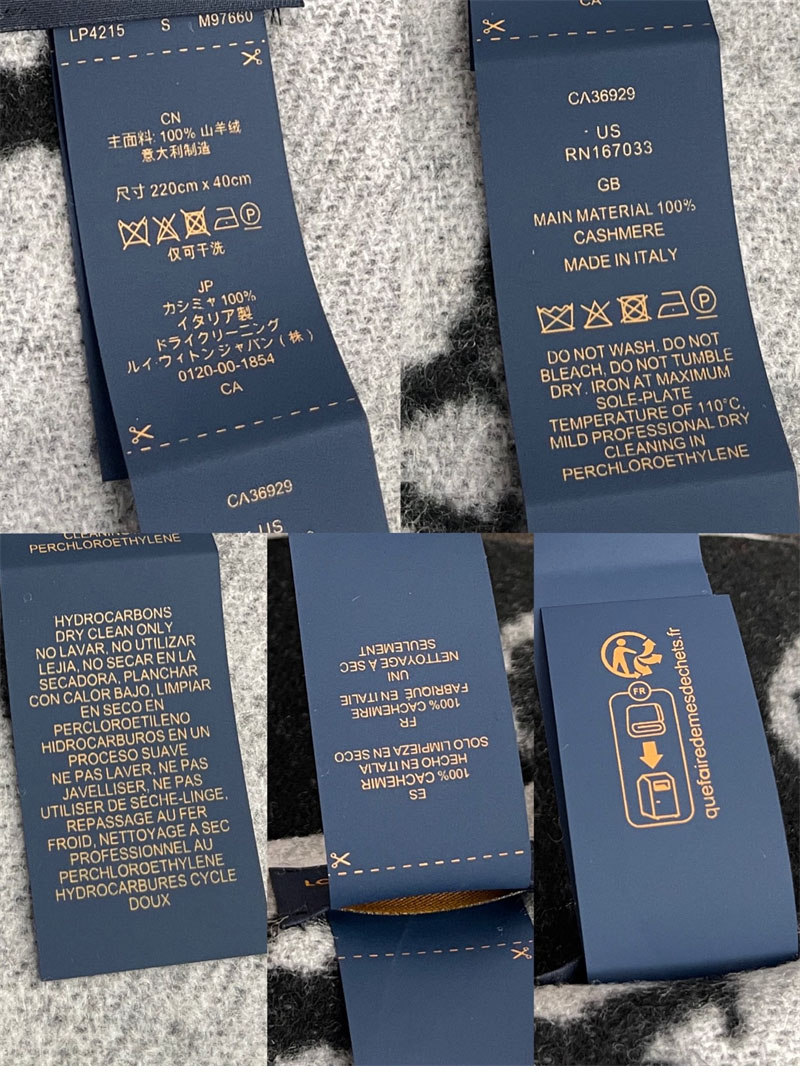 LP4215 S M97660
CN
主面料: 100% 山羊绒
意大利制造
尺寸 220cm x 40cm
P
仅可干洗
JP
カシミヤ 100%
イタリア製
ドライクリーニング
ルイ・ヴィトンジャパン (株)
0120-00-1854
CA
CA36929
US
CA
CA36929
US
RN167033
GB
MAIN MATERIAL 100%
CASHMERE
MADE IN ITALY
P
DO NOT WASH. DO NOT
BLEACH, DO NOT TUMBLE
DRY. IRON AT MAXIMUM
SOLE-PLATE
TEMPERATURE OF 110°C,
MILD PROFESSIONAL DRY
CLEANING IN
PERCHLOROETHYLENE
CLEANING IN
PERCHLOROETHYLENE
HYDROCARBONS
DRY CLEAN ONLY
NO LAVAR, NO UTILIZAR
LEJIA, NO SECAR EN LA
SECADORA, PLANCHAR
CON CALOR BAJO, LIMPIAR
EN SECO EN
PERCLOROETILENO
HIDROCARBUROS EN UN
PROCESO SUAVE
NE PAS LAVER, NE PAS
JAVELLISER, NE PAS
UTILISER DE SÈCHE-LINGE,
REPASSAGE AU FER
FROID, NETTOYAGE A SEC
PROFESSIONNEL AU
PERCHLOROETHYLENE
HYDROCARBURES CYCLE
DOUX
ES
100% CACHEMIR
HECHO EN ITALIA
SOLO LIMPIEZA EN SECO
FR
100% CACHEMIRE
FABRIQUÉ EN ITALIE
UNI
NETTOYAGE À SEC
SEULEMENT
LO
FR
quefairedemesdechets.fr